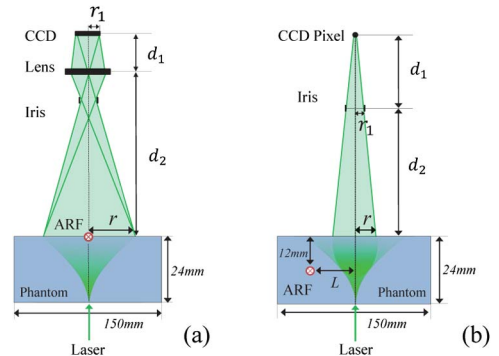 CCD
r₁
d₁
Lens
Iris
d₂
ARF
r
24mm
Phantom
150mm
(a)
Laser
CCD Pixel
d₁
Iris
r₁
d₂
r
12mm
24mm
ARF
L
Phantom
150mm
(b)
Laser